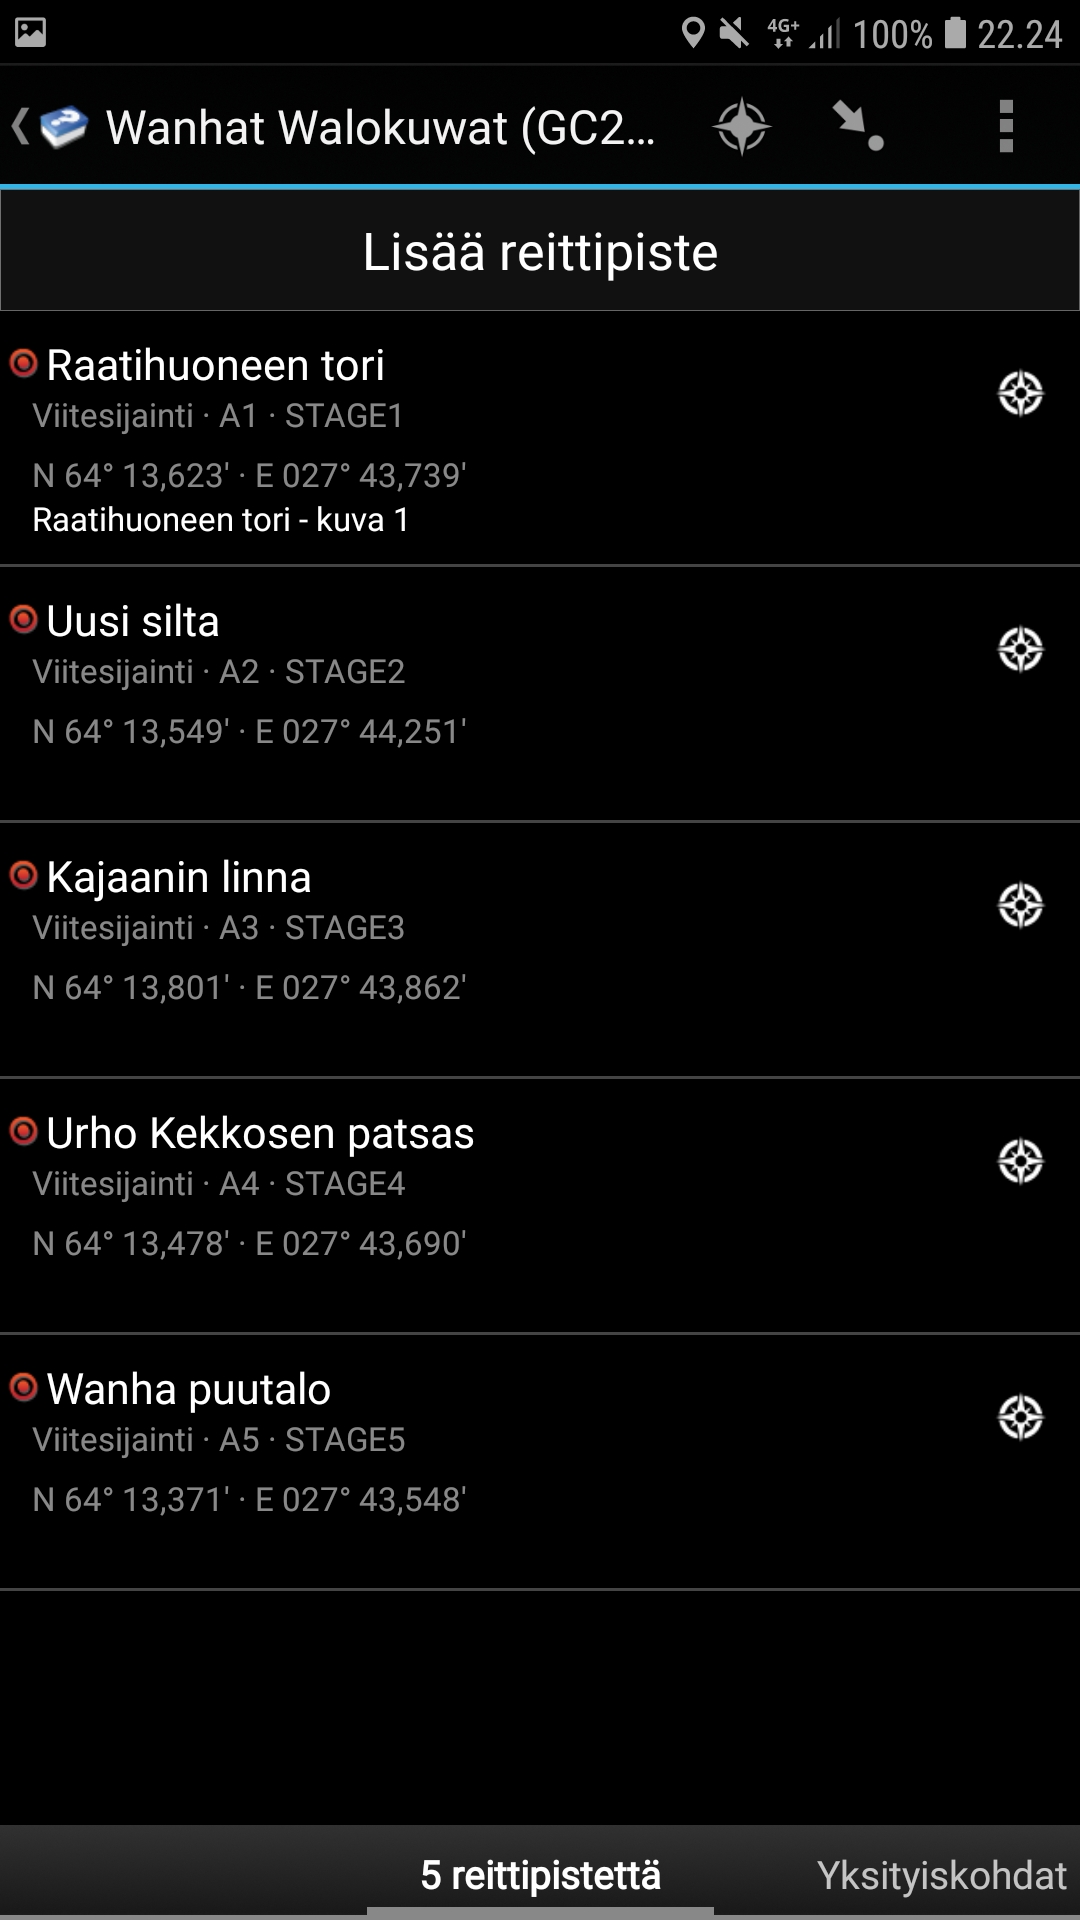 4G+ 100% 22.24
Wanhat Walokuwat (GC2...
Lisää reittipiste
Raatihuoneen tori
Viitesijainti · A1 · STAGE1
N 64° 13,623' · E 027° 43,739'
Raatihuoneen tori - kuva 1
Uusi silta
Viitesijainti · A2 · STAGE2
N 64° 13,549' · E 027° 44,251'
Kajaanin linna
Viitesijainti · A3 · STAGE3
N 64° 13,801' · E 027° 43,862'
Urho Kekkosen patsas
Viitesijainti · A4 · STAGE4
N 64° 13,478' · E 027° 43,690'
Wanha puutalo
Viitesijainti · A5 · STAGE5
N 64° 13,371' · E 027° 43,548'
5 reittipistettä Yksityiskohdat